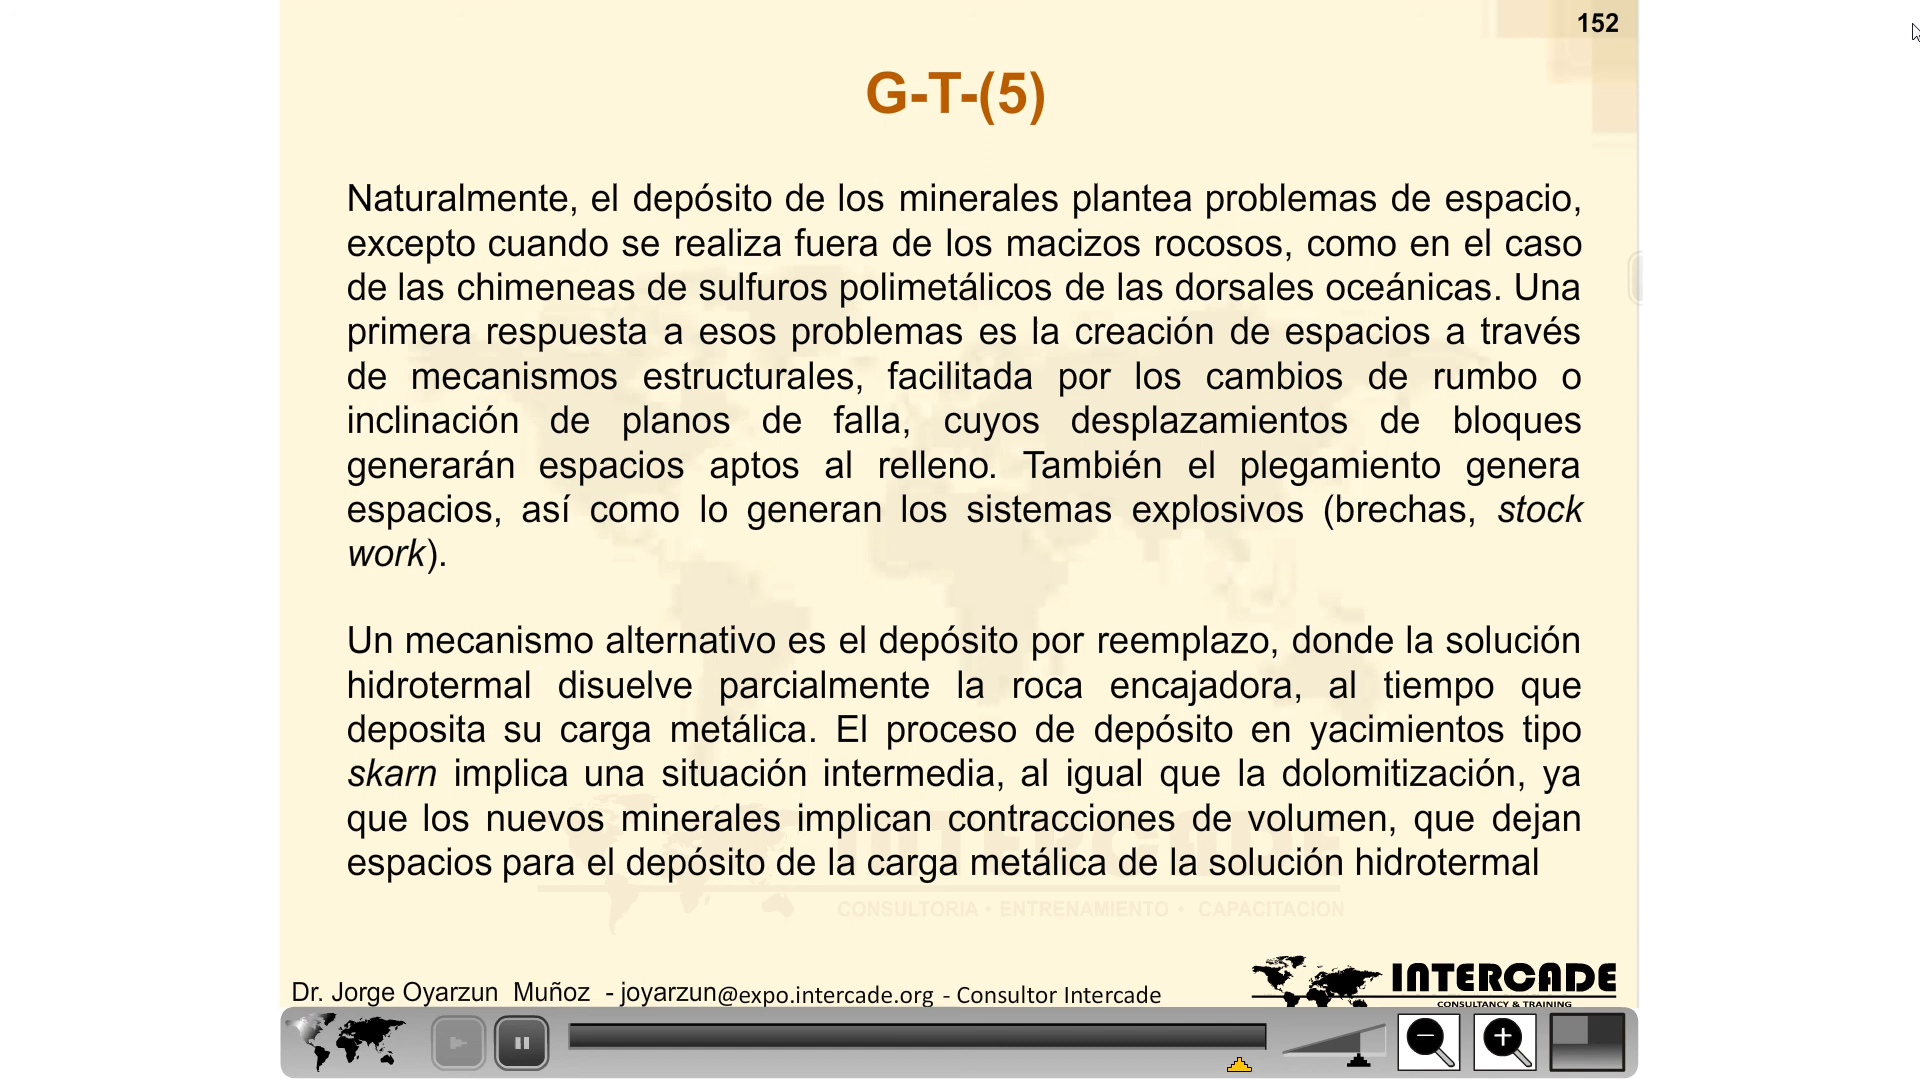 152
G-T-(5)
Naturalmente, el depósito de los minerales plantea problemas de espacio,
excepto cuando se realiza fuera de los macizos rocosos, como en el caso
de las chimeneas de sulfuros polimetálicos de las dorsales oceánicas. Una
primera respuesta a esos problemas es la creación de espacios a través
de mecanismos estructurales, facilitada por los cambios de rumbo o
inclinación de planos de falla, cuyos desplazamientos de bloques
generarán espacios aptos al relleno. También el plegamiento genera
espacios, así como lo generan los sistemas explosivos (brechas, stock
work).
Un mecanismo alternativo es el depósito por reemplazo, donde la solución
hidrotermal disuelve parcialmente la roca encajadora, al tiempo que
deposita su carga metálica. El proceso de depósito en yacimientos tipo
skarn implica una situación intermedia, al igual que la dolomitización, ya
que los nuevos minerales implican contracciones de volumen, que dejan
espacios para el depósito de la carga metálica de la solución hidrotermal
INTERCADE
CONSULTORIA • ENTRENAMIENTO • CAPACITACION
Dr. Jorge Oyarzun Muñoz - joyarzun@expo.intercade.org - Consultor Intercade
INTERCADE
CONSULTANCY & TRAINING